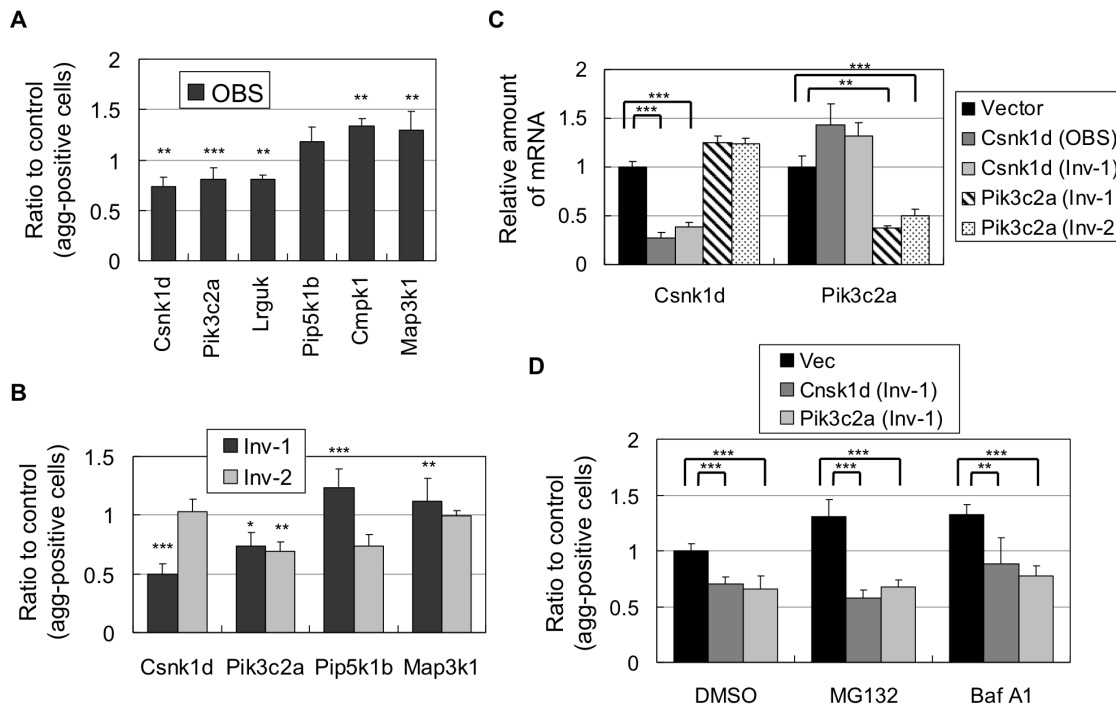 A
Ratio to control
(agg-positive cells)
2
1.5
1
0.5
0
OBS
**
***
**
**
**
Csnk1d
Pik3c2a
Lrguk
Pip5k1b
Cmpk1
Map3k1
B
Ratio to control
(agg-positive cells)
1.5
1
0.5
0
Inv-1
Inv-2
***
*
**
***
**
Csnk1d
Pik3c2a
Pip5k1b
Map3k1
C
Relative amount
of mRNA
2
1.5
1
0.5
0
***
***
***
**
Csnk1d
Pik3c2a
Vector
Csnk1d (OBS)
Csnk1d (Inv-1)
Pik3c2a (Inv-1
Pik3c2a (Inv-2
D
Vec
Cnsk1d (Inv-1)
Pik3c2a (Inv-1)
Ratio to control
(agg-positive cells)
2
1.5
1
0.5
0
***
***
***
***
***
**
DMSO
MG132
Baf A1